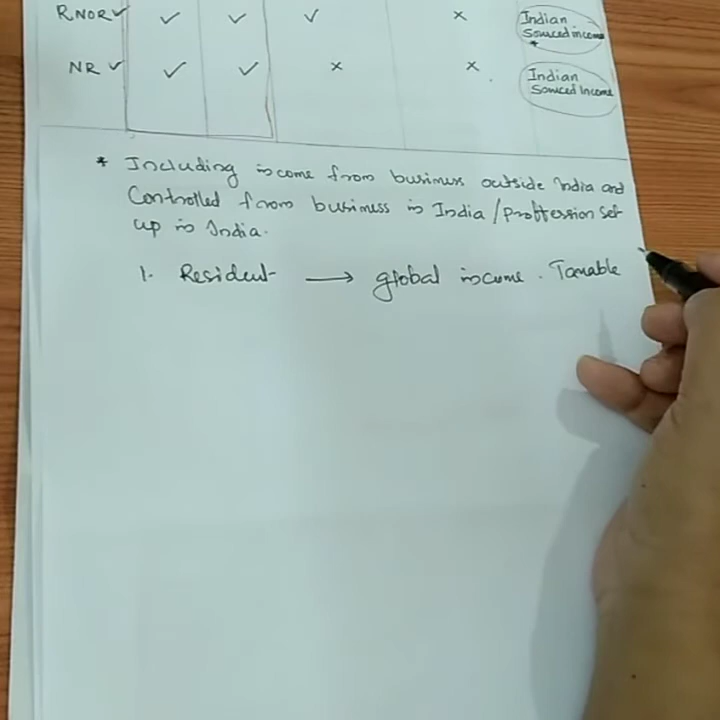 RNOR ✓ ✓ ✓ ✓ × Indian
Sourced income
*
NR ✓ ✓ ✓ × × Indian
Sourced Income
* Including income from business outside India and
Controlled from business in India / Proffession set
up in India.
1. Resident → global income. Taxable